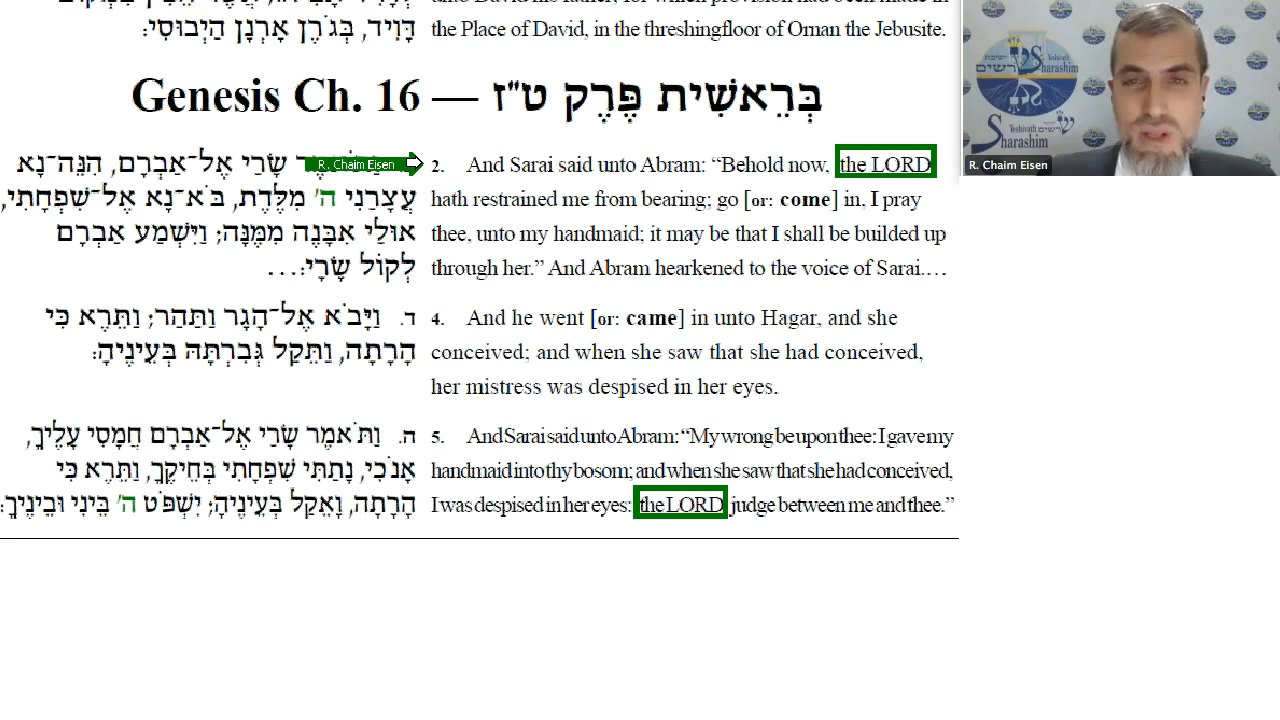 דָּוִיד, בְּגֹרֶן אָרְנָן הַיְבוּסִי:
the Place of David, in the threshingfloor of Ornan the Jebusite.
Genesis Ch. 16 — בְּרֵאשִׁית פֶּרֶק ט״ז
שָׂרַי אֶל־אַבְרָם, הִנֵּה־נָא
עֲצָרַנִי ה' מִלֶּדֶת, בֹּא־נָא אֶל־שִׁפְחָתִי,
אוּלַי אִבָּנֶה מִמֶּנָּה; וַיִּשְׁמַע אַבְרָם
לְקוֹל שָׂרָי:…
R. Chaim Eisen
2. And Sarai said unto Abram: “Behold now, the LORD
hath restrained me from bearing; go [or: come] in, I pray
thee, unto my handmaid; it may be that I shall be builded up
through her.” And Abram hearkened to the voice of Sarai.…
ד. וַיָּבֹא אֶל־הָגָר וַתַּהַר; וַתֵּרֶא כִּי
הָרָתָה, וַתֵּקַל גְּבִרְתָּהּ בְּעֵינֶיהָ:
4. And he went [or: came] in unto Hagar, and she
conceived; and when she saw that she had conceived,
her mistress was despised in her eyes.
ה. וַתֹּאמֶר שָׂרַי אֶל־אַבְרָם חֲמָסִי עָלֶיךָ,
אָנֹכִי, נָתַתִּי שִׁפְחָתִי בְּחֵיקֶךָ, וַתֵּרֶא כִּי
הָרָתָה, וָאֵקַל בְּעֵינֶיהָ; יִשְׁפֹּט ה' בֵּינִי וּבֵינֶיךָ:
5. And Sarai said unto Abram: “My wrong be upon thee: I gave my
handmaid into thy bosom; and when she saw that she had conceived,
I was despised in her eyes: the LORD judge between me and thee.”
ישיבת
שרשים
Yeshivath
Sharashim
Yeshivath
Sharashim
R. Chaim Eisen